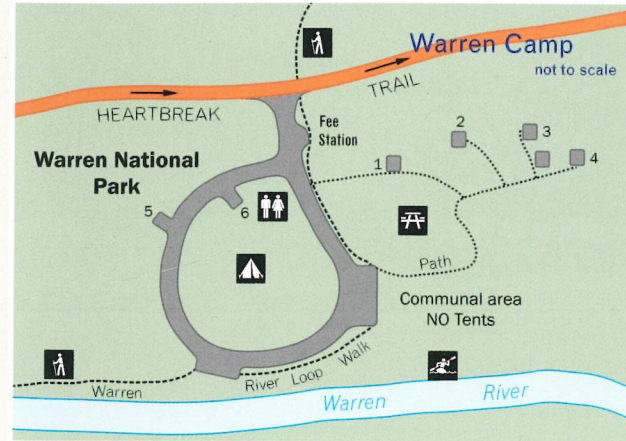 Warren Camp
not to scale
HEARTBREAK TRAIL
Fee
Station
Warren National
Park
1
2
3
4
5
6
Path
Communal area
NO Tents
Warren River Loop Walk
Warren River